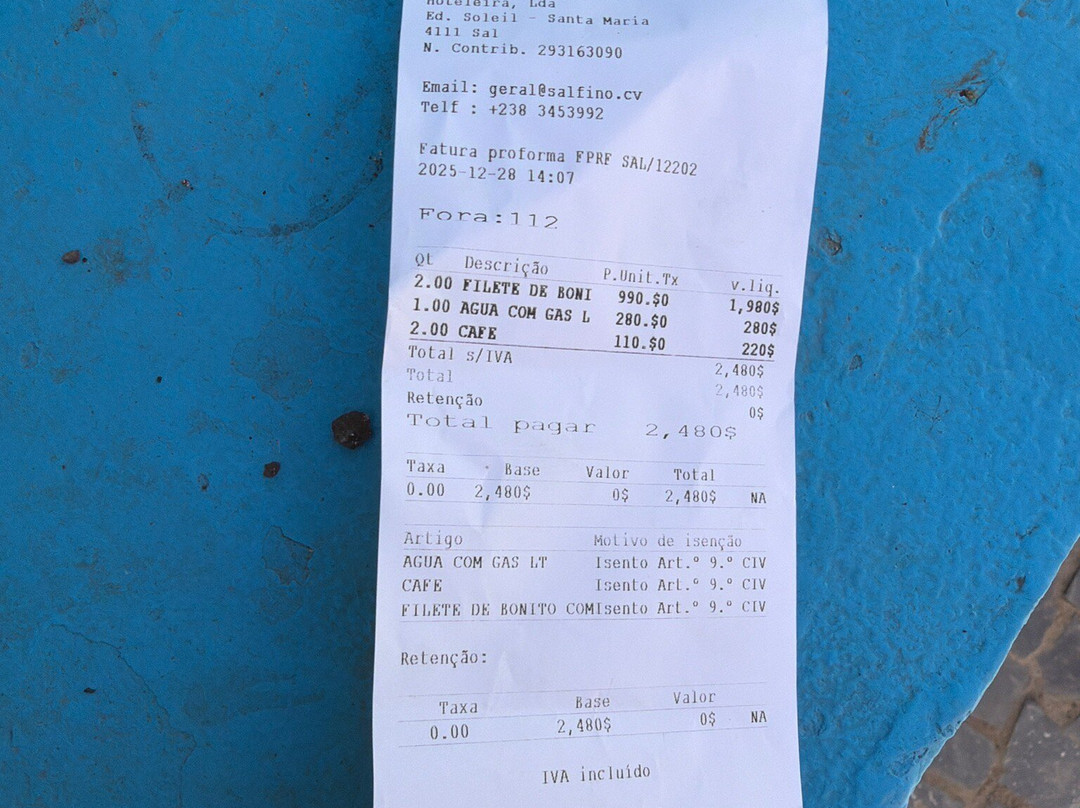 Hoteleira, Lda
Ed. Soleil - Santa Maria
4111 Sal
N. Contrib. 293163090
Email: geral@salfino.cv
Telf : +238 3453992
Fatura proforma FPRF SAL/12202
2025-12-28 14:07
Fora:112
Qt Descrição P.Unit.Tx v.liq.
2.00 FILETE DE BONI 990.$0 1,980$
1.00 AGUA COM GAS L 280.$0 280$
2.00 CAFE 110.$0 220$
Total s/IVA 2,480$
Total 2,480$
Retenção 0$
Total pagar 2,480$
Taxa Base Valor Total
0.00 2,480$ 0$ 2,480$ NA
Artigo Motivo de isenção
AGUA COM GAS LT Isento Art.º 9.º CIV
CAFE Isento Art.º 9.º CIV
FILETE DE BONITO COMIsento Art.º 9.º CIV
Retenção:
Taxa Base Valor
0.00 2,480$ 0$ NA
IVA incluído